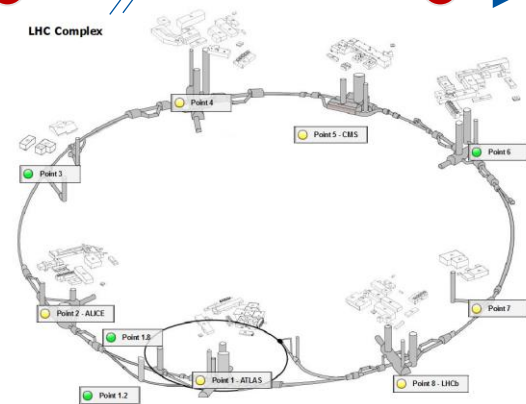 LHC Complex
Point 4
Point 5 - CMS
Point 6
Point 3
Point 2 - ALICE
Point 7
Point 1.8
Point 1 - ATLAS
Point 8 - LHCb
Point 1.2